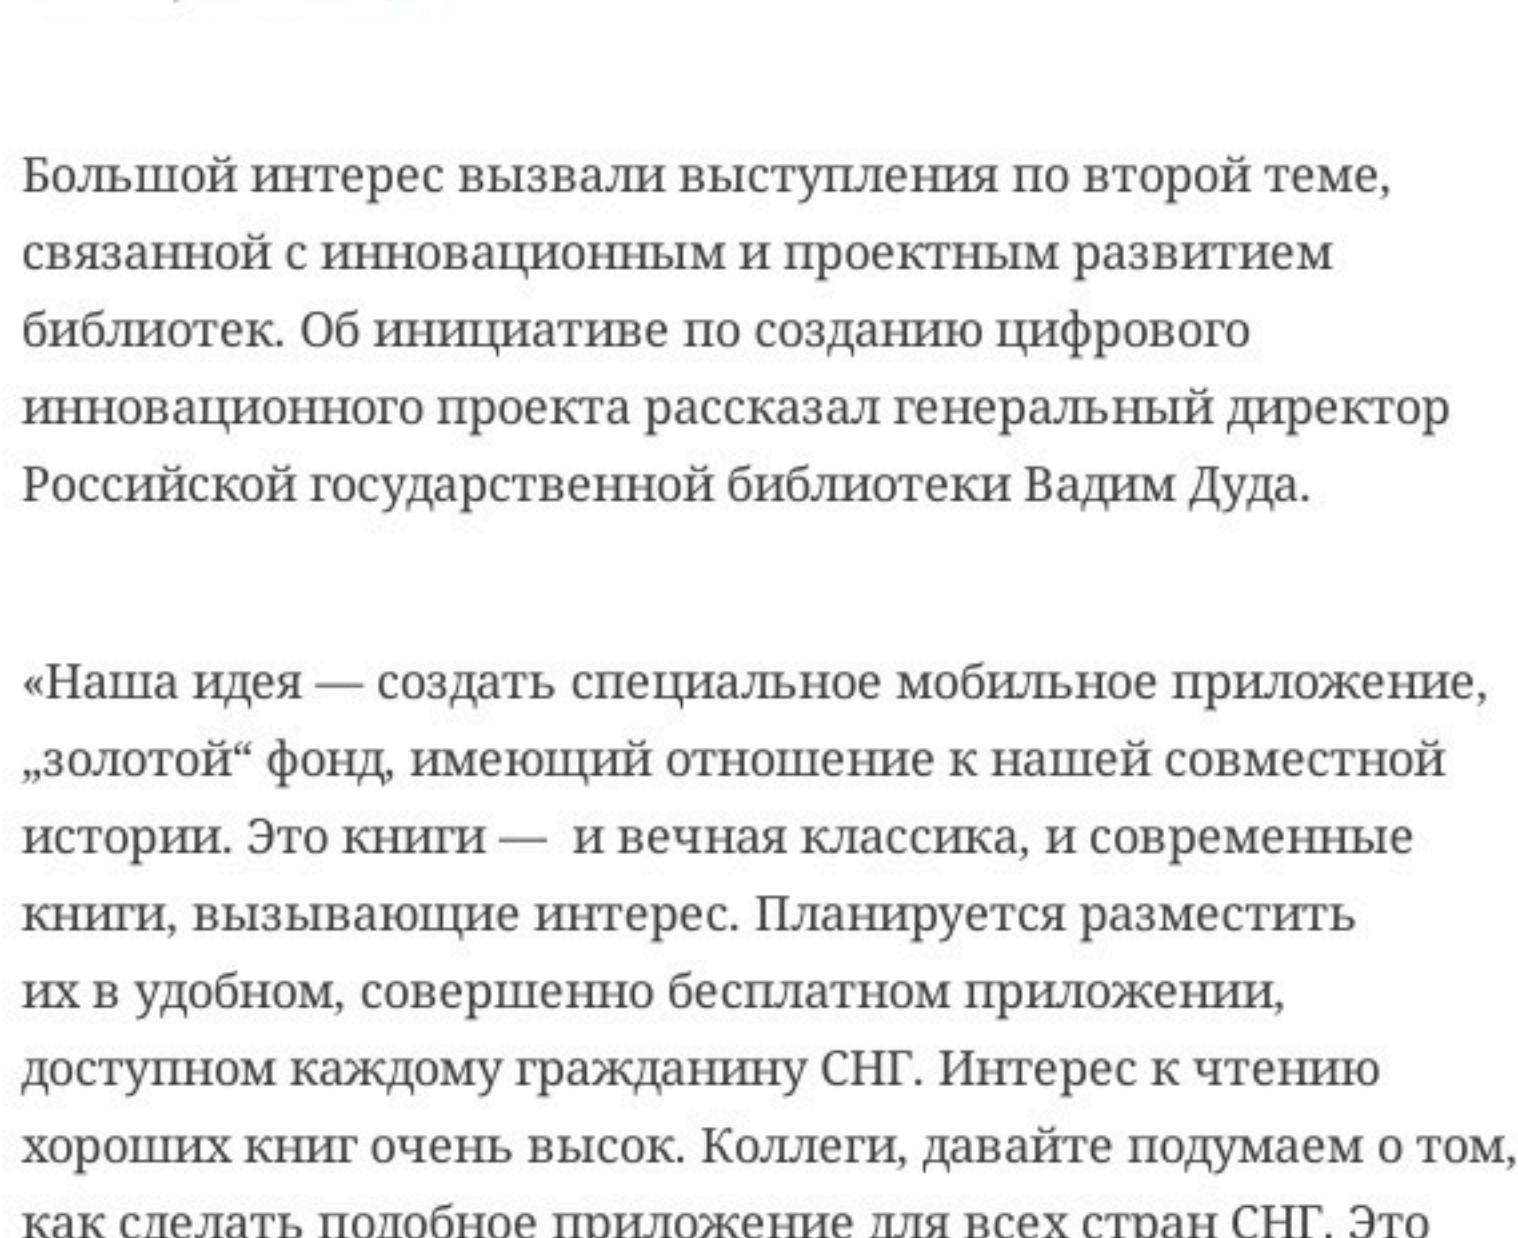 Большой интерес вызвали выступления по второй теме,
связанной с инновационным и проектным развитием
библиотек. Об инициативе по созданию цифрового
инновационного проекта рассказал генеральный директор
Российской государственной библиотеки Вадим Дуда.
«Наша идея — создать специальное мобильное приложение,
„золотой“ фонд, имеющий отношение к нашей совместной
истории. Это книги —  и вечная классика, и современные
книги, вызывающие интерес. Планируется разместить
их в удобном, совершенно бесплатном приложении,
доступном каждому гражданину СНГ. Интерес к чтению
хороших книг очень высок. Коллеги, давайте подумаем о том,
как сделать подобное приложение для всех стран СНГ. Это